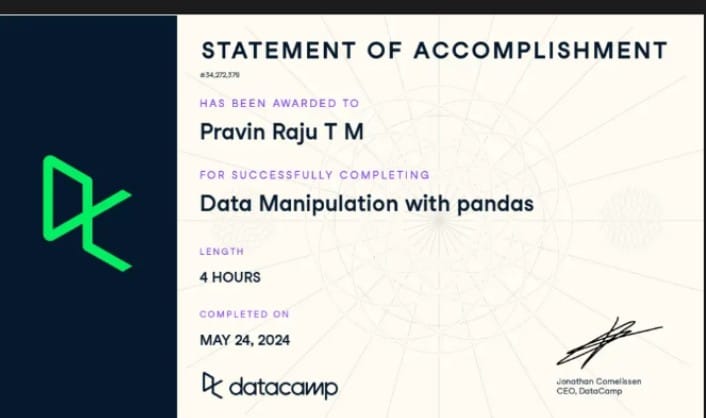 STATEMENT OF ACCOMPLISHMENT
#34,272,379
HAS BEEN AWARDED TO
Pravin Raju T M
FOR SUCCESSFULLY COMPLETING
Data Manipulation with pandas
LENGTH
4 HOURS
COMPLETED ON
MAY 24, 2024
datacamp
Jonathan Cornelissen
CEO, DataCamp